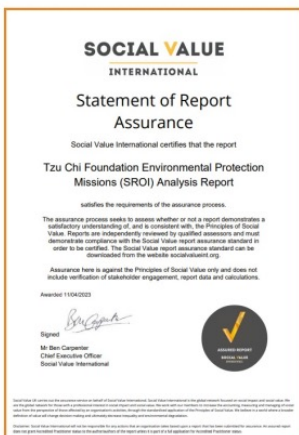 SOCIAL VALUE
INTERNATIONAL
Statement of Report
Assurance
Social Value International certifies that the report
Tzu Chi Foundation Environmental Protection
Missions (SROI) Analysis Report
satisfies the requirements of the assurance process.
The assurance process seeks to assess whether or not a report demonstrates a
satisfactory understanding of, and is consistent with, the Principles of Social
Value. Reports are independently reviewed by qualified assessors and must
demonstrate compliance with the Social Value report assurance standard in
order to be certified. The Social Value report assurance standard can be
downloaded from the website socialvalueint.org.
Assurance here is against the Principles of Social Value only and does not
include verification of stakeholder engagement, report data and calculations.
Awarded 11/04/2023
Signed
Mr Ben Carpenter
Chief Executive Officer
Social Value International
ASSURED REPORT
SOCIAL VALUE